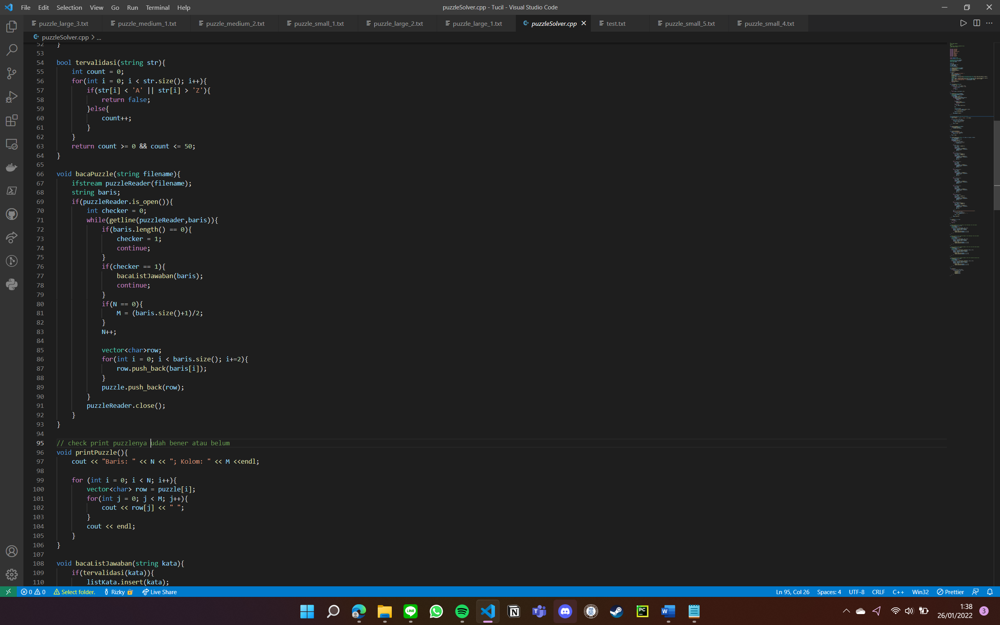 File Edit Selection View Go Run Terminal Help
puzzleSolver.cpp - Tucil - Visual Studio Code
puzzle_large_3.txt puzzle_medium_1.txt puzzle_medium_2.txt puzzle_small_1.txt puzzle_large_2.txt puzzle_large_1.txt puzzleSolver.cpp test.txt puzzle_small_5.txt puzzle_small_4.txt
puzzleSolver.cpp > ...
52 }
53
54 bool tervalidasi(string str){
55     int count = 0;
56     for(int i = 0; i < str.size(); i++){
57         if(str[i] < 'A' || str[i] > 'Z'){
58             return false;
59         }else{
60             count++;
61         }
62     }
63     return count >= 0 && count <= 50;
64 }
65
66 void bacaPuzzle(string filename){
67     ifstream puzzleReader(filename);
68     string baris;
69     if(puzzleReader.is_open()){
70         int checker = 0;
71         while(getline(puzzleReader,baris)){
72             if(baris.length() == 0){
73                 checker = 1;
74                 continue;
75             }
76             if(checker == 1){
77                 bacaListJawaban(baris);
78                 continue;
79             }
80             if(N == 0){
81                 M = (baris.size()+1)/2;
82             }
83             N++;
84
85             vector<char>row;
86             for(int i = 0; i < baris.size(); i+=2){
87                 row.push_back(baris[i]);
88             }
89             puzzle.push_back(row);
90         }
91         puzzleReader.close();
92     }
93 }
94
95 // check print puzzlenya udah bener atau belum
96 void printPuzzle(){
97     cout << "Baris: " << N << "; Kolom: " << M <<endl;
98
99     for (int i = 0; i < N; i++){
100         vector<char> row = puzzle[i];
101         for(int j = 0; j < M; j++){
102             cout << row[j] << " ";
103         }
104         cout << endl;
105     }
106 }
107
108 void bacaListJawaban(string kata){
109     if(tervalidasi(kata)){
110         listKata.insert(kata);
0 0 Select folder. Rizky Live Share
Ln 95, Col 26 Spaces: 4 UTF-8 CRLF C++ Win32 Prettier
LINE
N
T
PC
W
1:38
26/01/2022
3